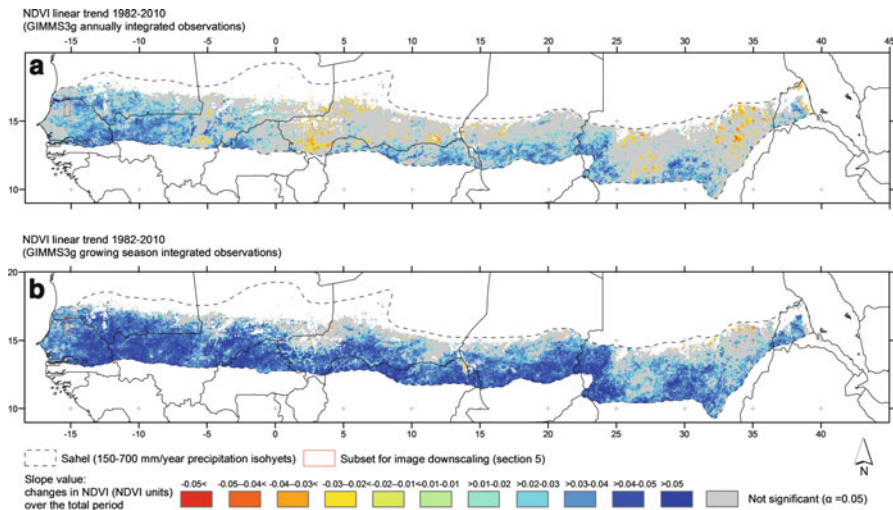 NDVI linear trend 1982-2010
(GIMMS3g annually integrated observations)
-15 -10 -5 0 5 10 15 20 25 30 35 40 45
a
15
10
NDVI linear trend 1982-2010
(GIMMS3g growing season integrated observations)
20 20
b
15
10
-15 -10 -5 0 5 10 15 20 25 30 35 40
Sahel (150-700 mm/year precipitation isohyets)
Subset for image downscaling (section 5)
N
Slope value:
changes in NDVI (NDVI units)
over the total period
-0.05< -0.05--0.04< -0.04--0.03< -0.03--0.02< -0.02--0.01< <0.01-0.01 >0.01-0.02 >0.02-0.03 >0.03-0.04 >0.04-0.05 >0.05
Not significant (α =0.05)